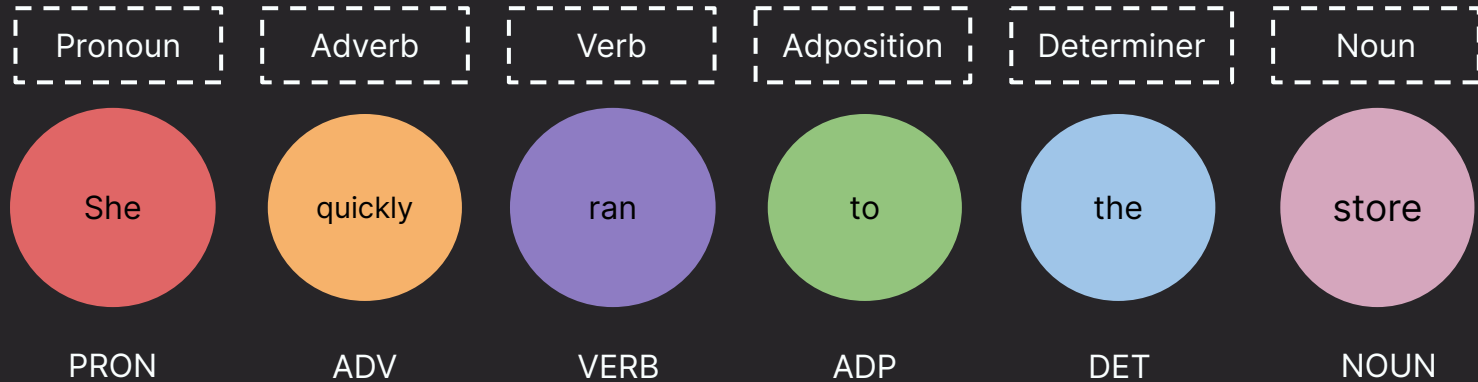 Pronoun Adverb Verb Adposition Determiner Noun
She quickly ran to the store
PRON ADV VERB ADP DET NOUN